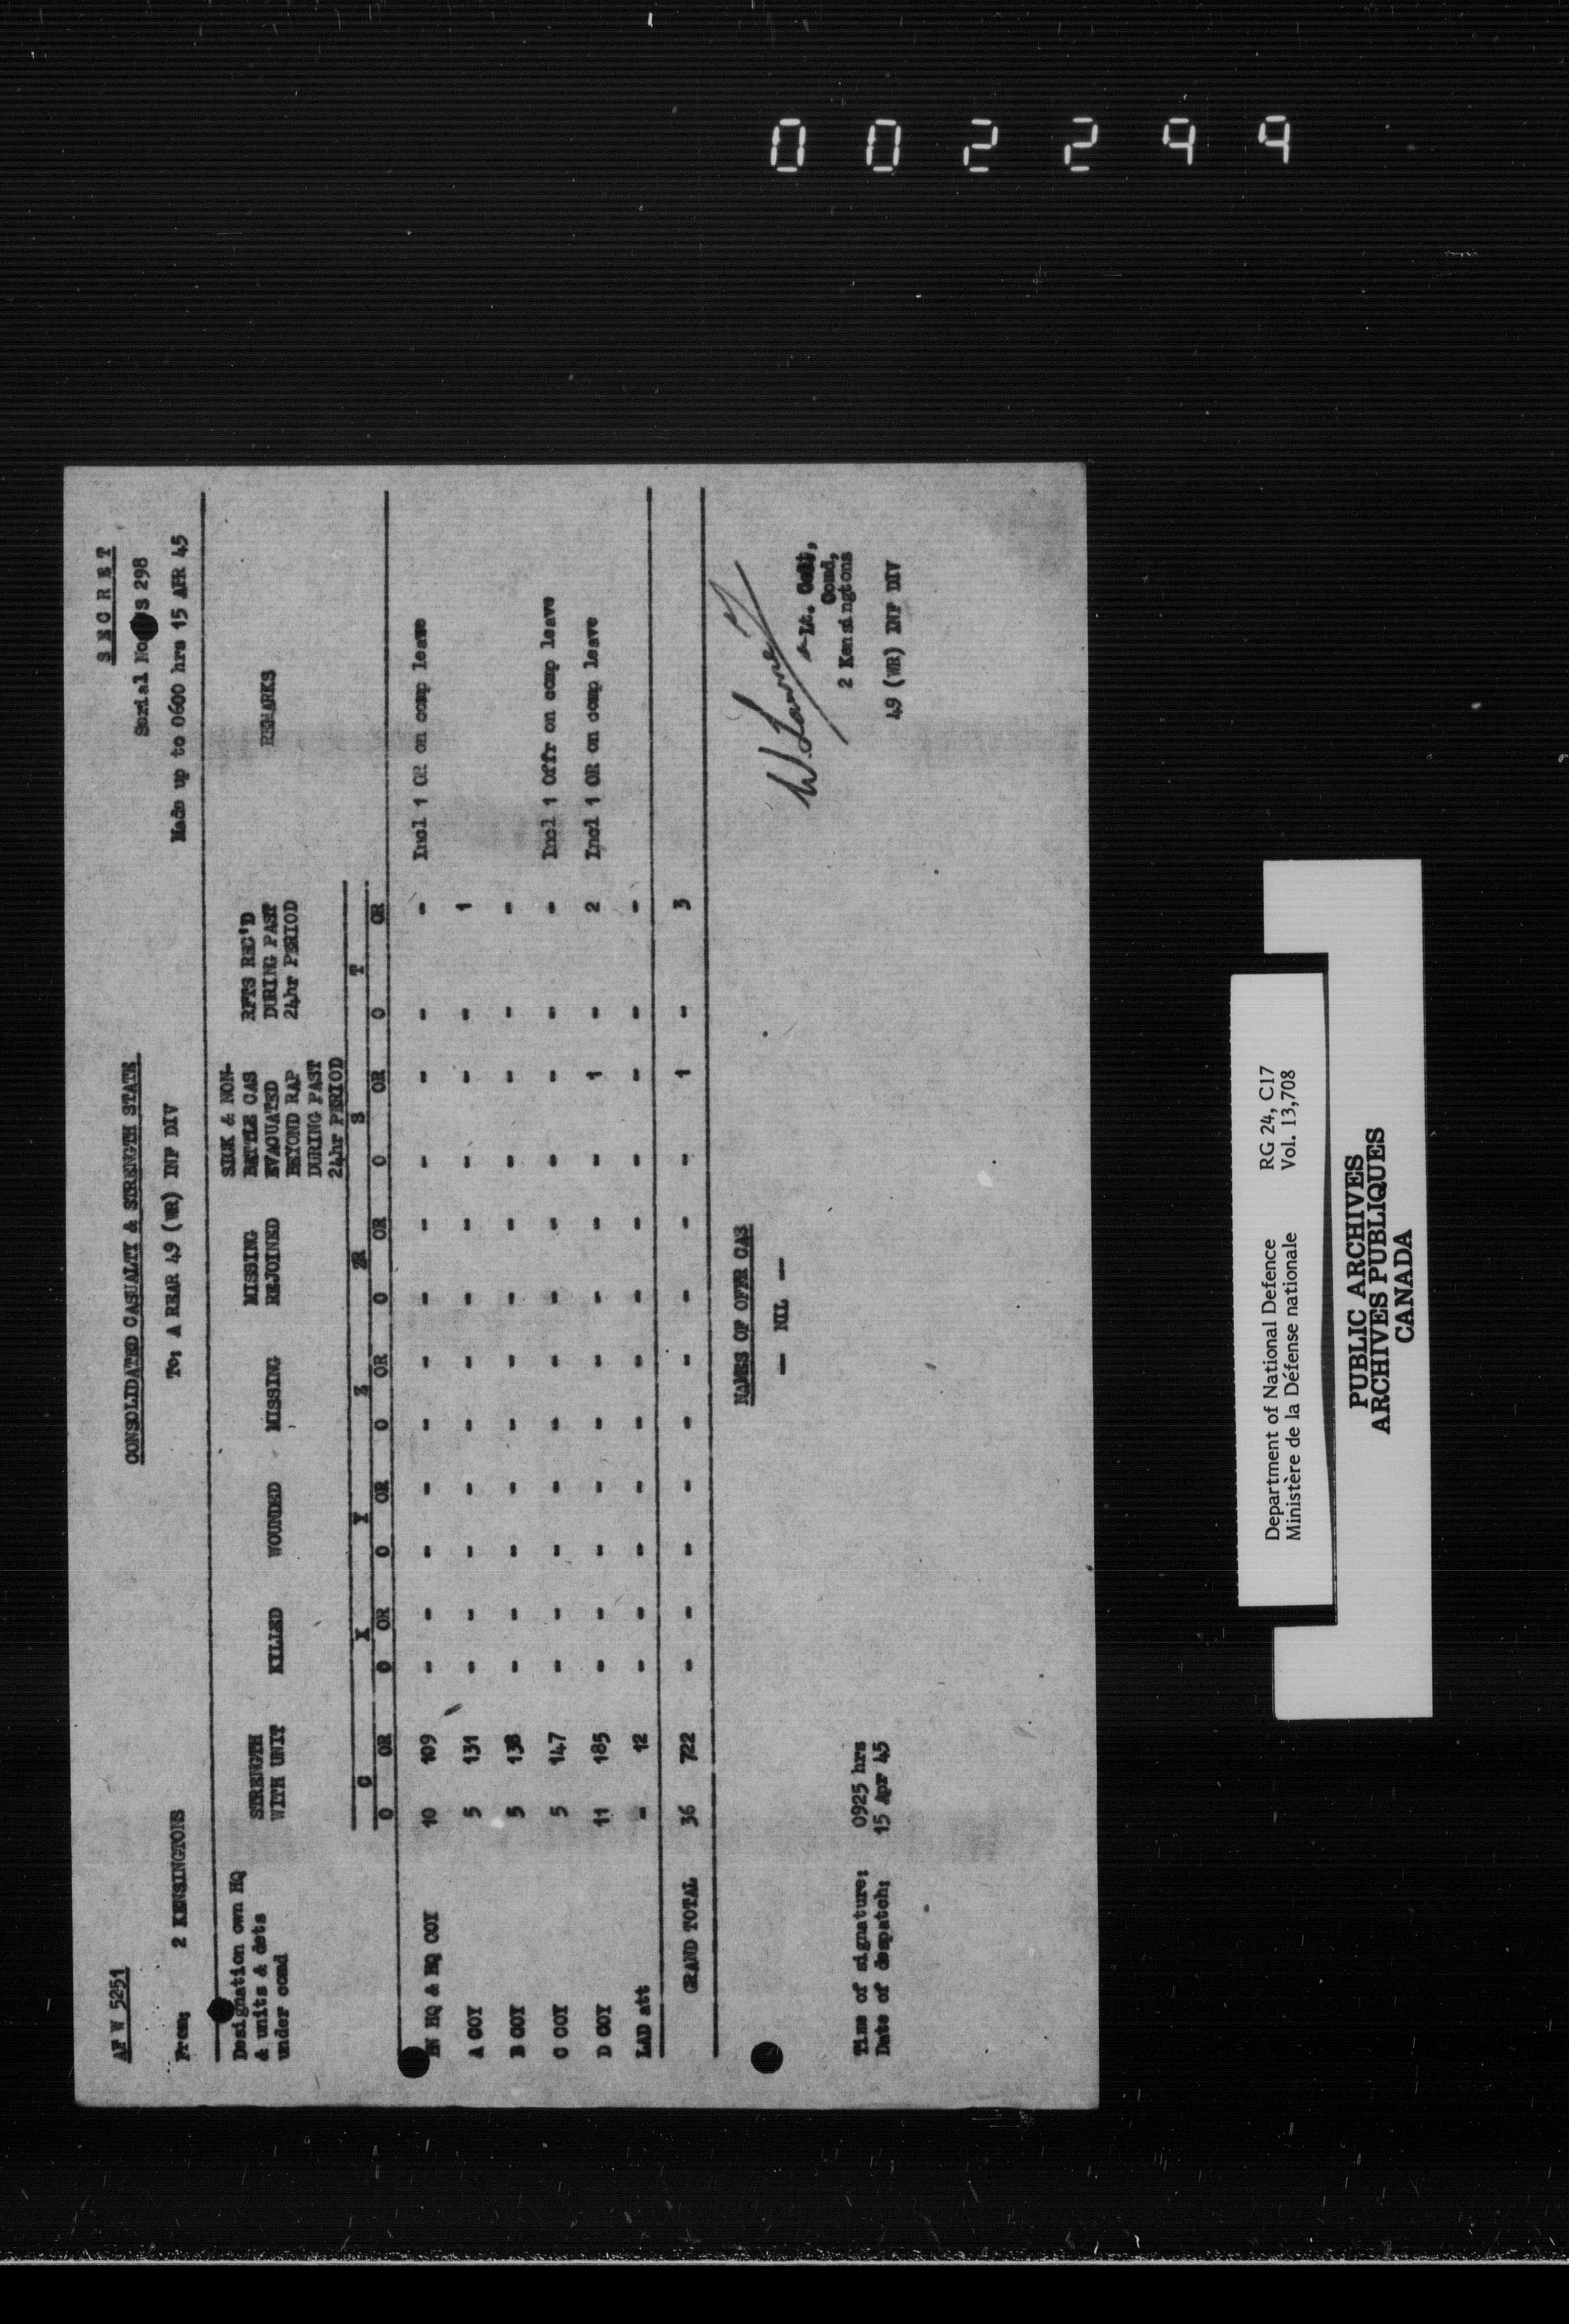 002244
AF W 5251
CONSOLIDATED CASUALTY & STRENGTH STATE
SECRET
Serial No S 298
From: 2 KENSINGTONS To: A REAR 49 (WR) INF DIV Made up to 0600 hrs 15 APR 45
Designation own HQ & units & dets under comd STRENGTH WITH UNIT KILLED WOUNDED MISSING MISSING REJOINED SICK & NON-BATTLE CAS EVACUATED BEYOND RAP DURING PAST 24hr PERIOD RFTS REC'D DURING PAST 24hr PERIOD REMARKS
G X Y Z ZR S T
O OR O OR O OR O OR O OR O OR O OR
BN HQ & HQ COY 10 109 - - - - - - - - - - - - Incl 1 OR on comp leave
A COY 5 131 - - - - - - - - - - - 1
B COY 5 138 - - - - - - - - - - - -
C COY 5 147 - - - - - - - - - - - - Incl 1 Offr on comp leave
D COY 11 185 - - - - - - - - - 1 - 2 Incl 1 OR on comp leave
LAD att - 12 - - - - - - - - - - - -
GRAND TOTAL 36 722 - - - - - - - - - 1 - 3
NAMES OF OFFR CAS
- NIL -
Lt. Col,
Comd,
2 Kensingtons
Time of signature: 0925 hrs
Date of despatch: 15 Apr 45
49 (WR) INF DIV
Department of National Defence RG 24, C17
Ministère de la Défense nationale Vol. 13,708
PUBLIC ARCHIVES
ARCHIVES PUBLIQUES
CANADA